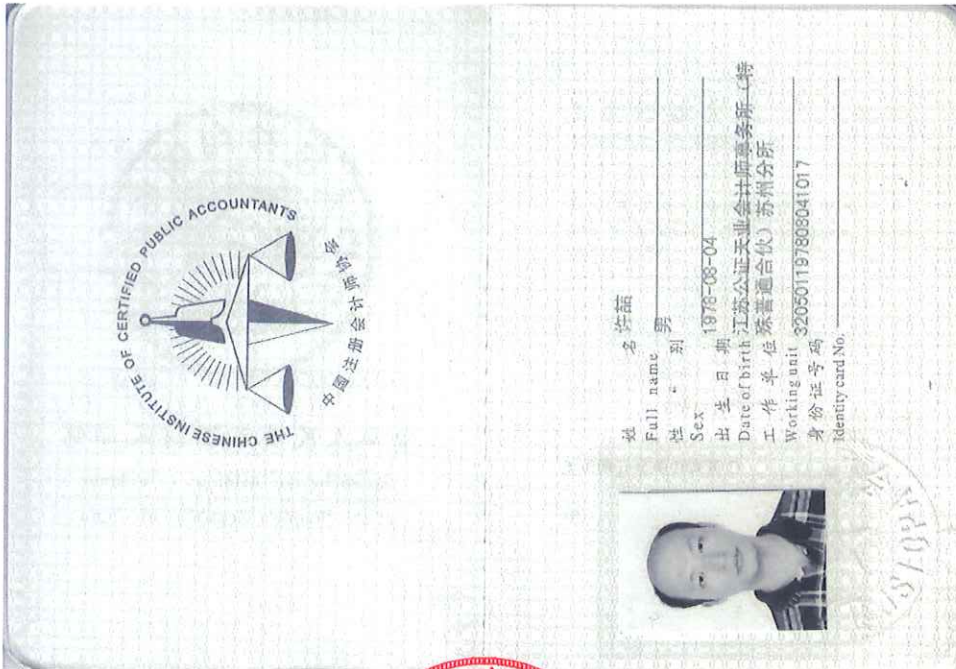 THE CHINESE INSTITUTE OF CERTIFIED PUBLIC ACCOUNTANTS
中国注册会计师协会
姓 名 许喆
Full name
性 别 男
Sex
出生日期 1978-08-04
Date of birth
工作单位 江苏公证天业会计师事务所（特
殊普通合伙）苏州分所
Working unit
身份证号码 320501197808041017
Identity card No.